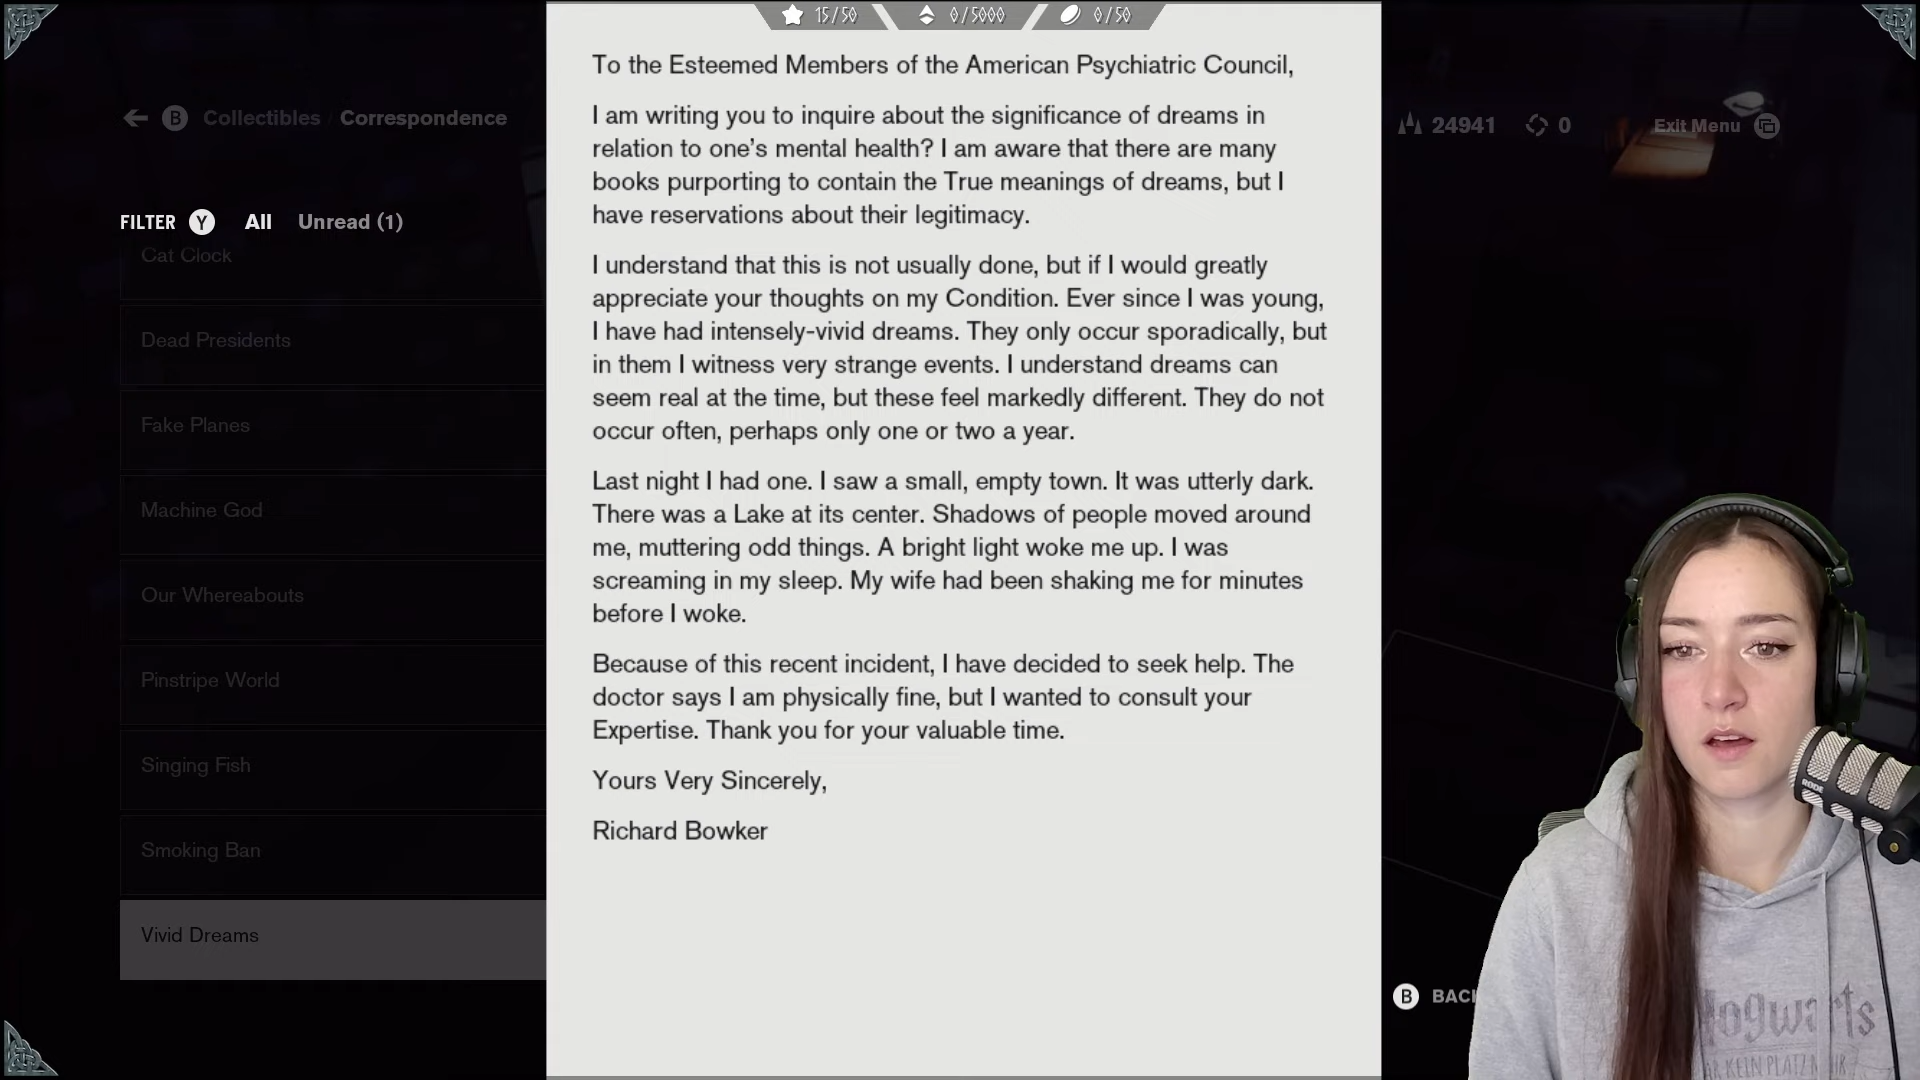 15/50
0/5000
0/50
To the Esteemed Members of the American Psychiatric Council,
B Collectibles / Correspondence
24941
0
Exit Menu
FILTER Y All Unread (1)
Cat Clock
Dead Presidents
Fake Planes
Machine God
Our Whereabouts
Pinstripe World
Singing Fish
Smoking Ban
Vivid Dreams
I am writing you to inquire about the significance of dreams in
relation to one's mental health? I am aware that there are many
books purporting to contain the True meanings of dreams, but I
have reservations about their legitimacy.
I understand that this is not usually done, but if I would greatly
appreciate your thoughts on my Condition. Ever since I was young,
I have had intensely-vivid dreams. They only occur sporadically, but
in them I witness very strange events. I understand dreams can
seem real at the time, but these feel markedly different. They do not
occur often, perhaps only one or two a year.
Last night I had one. I saw a small, empty town. It was utterly dark.
There was a Lake at its center. Shadows of people moved around
me, muttering odd things. A bright light woke me up. I was
screaming in my sleep. My wife had been shaking me for minutes
before I woke.
Because of this recent incident, I have decided to seek help. The
doctor says I am physically fine, but I wanted to consult your
Expertise. Thank you for your valuable time.
Yours Very Sincerely,
Richard Bowker
B BACK
RODE
Hogwarts